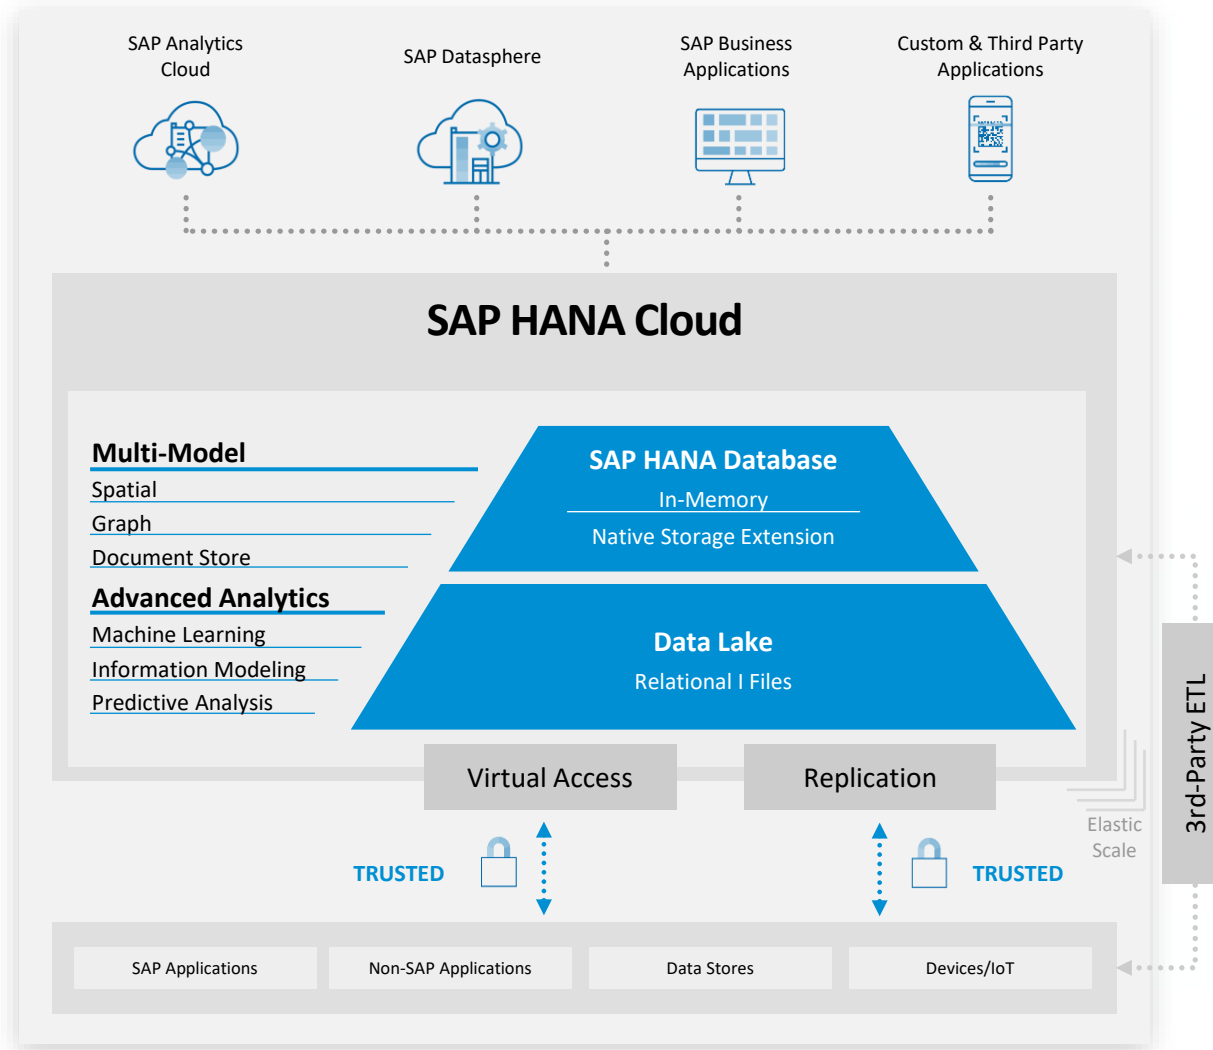 SAP Analytics
Cloud
SAP Datasphere
SAP Business
Applications
Custom & Third Party
Applications
SAP HANA Cloud
Multi-Model
Spatial
Graph
Document Store
Advanced Analytics
Machine Learning
Information Modeling
Predictive Analysis
SAP HANA Database
In-Memory
Native Storage Extension
Data Lake
Relational I Files
Virtual Access
Replication
Elastic
Scale
3rd-Party ETL
TRUSTED
TRUSTED
SAP Applications
Non-SAP Applications
Data Stores
Devices/IoT